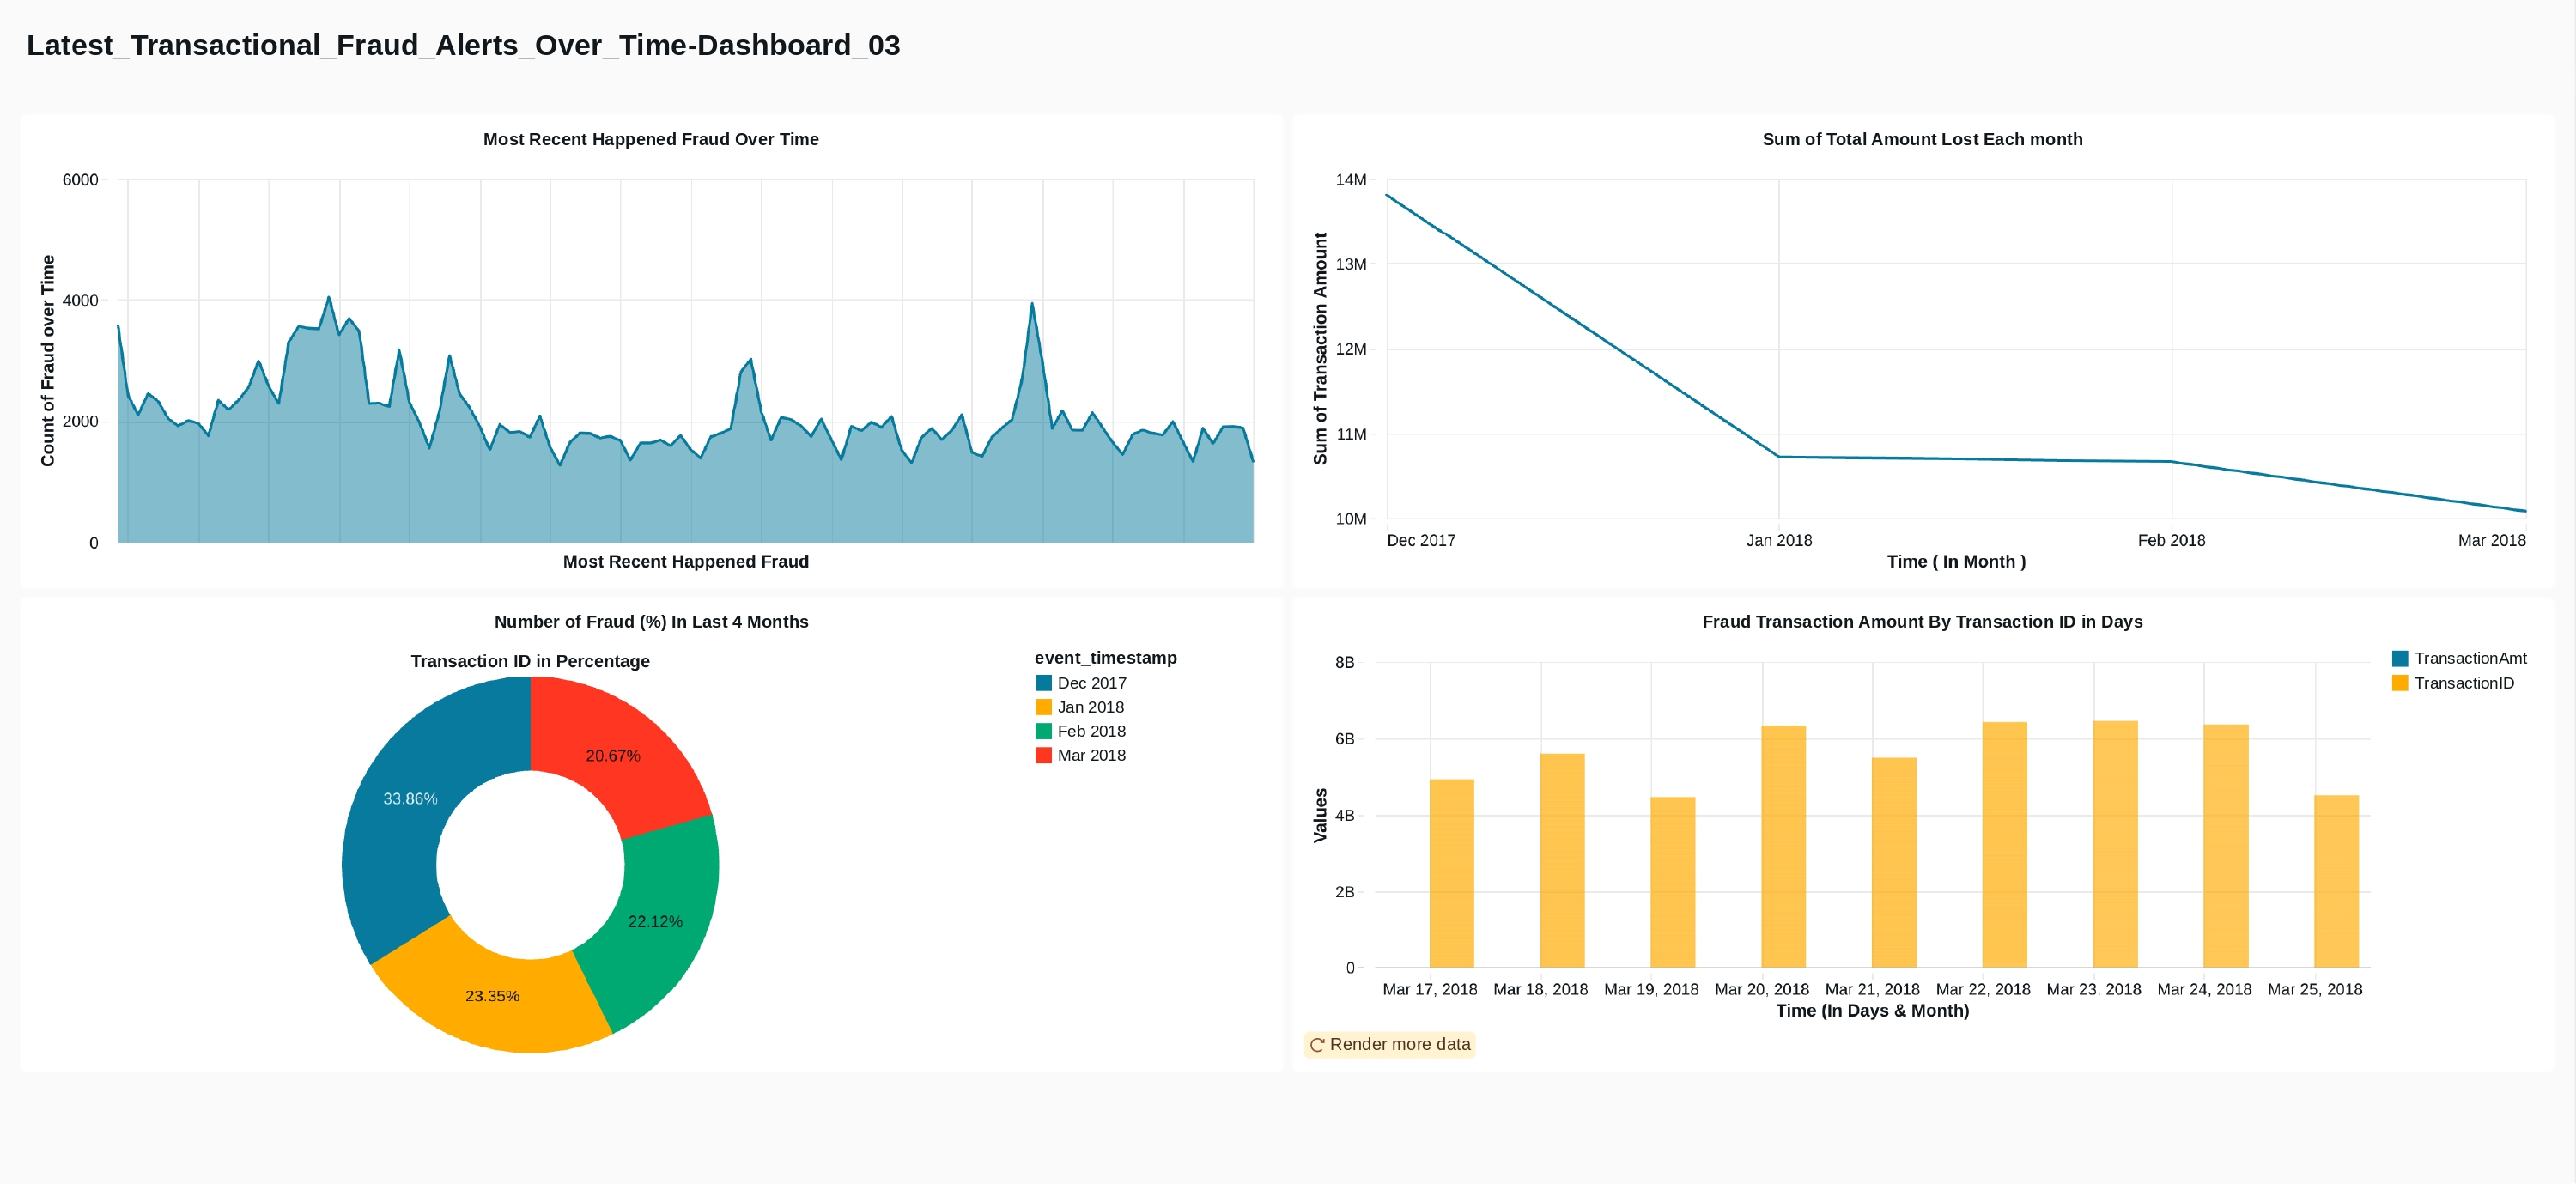 Latest_Transactional_Fraud_Alerts_Over_Time-Dashboard_03
Most Recent Happened Fraud Over Time
6000
4000
2000
0
Count of Fraud over Time
Most Recent Happened Fraud
Sum of Total Amount Lost Each month
14M
13M
12M
11M
10M
Sum of Transaction Amount
Dec 2017 Jan 2018 Feb 2018 Mar 2018
Time ( In Month )
Number of Fraud (%) In Last 4 Months
Transaction ID in Percentage
20.67%
33.86%
22.12%
23.35%
event_timestamp
Dec 2017
Jan 2018
Feb 2018
Mar 2018
Fraud Transaction Amount By Transaction ID in Days
8B
6B
4B
2B
0
Values
Mar 17, 2018 Mar 18, 2018 Mar 19, 2018 Mar 20, 2018 Mar 21, 2018 Mar 22, 2018 Mar 23, 2018 Mar 24, 2018 Mar 25, 2018
Time (In Days & Month)
TransactionAmt
TransactionID
Render more data